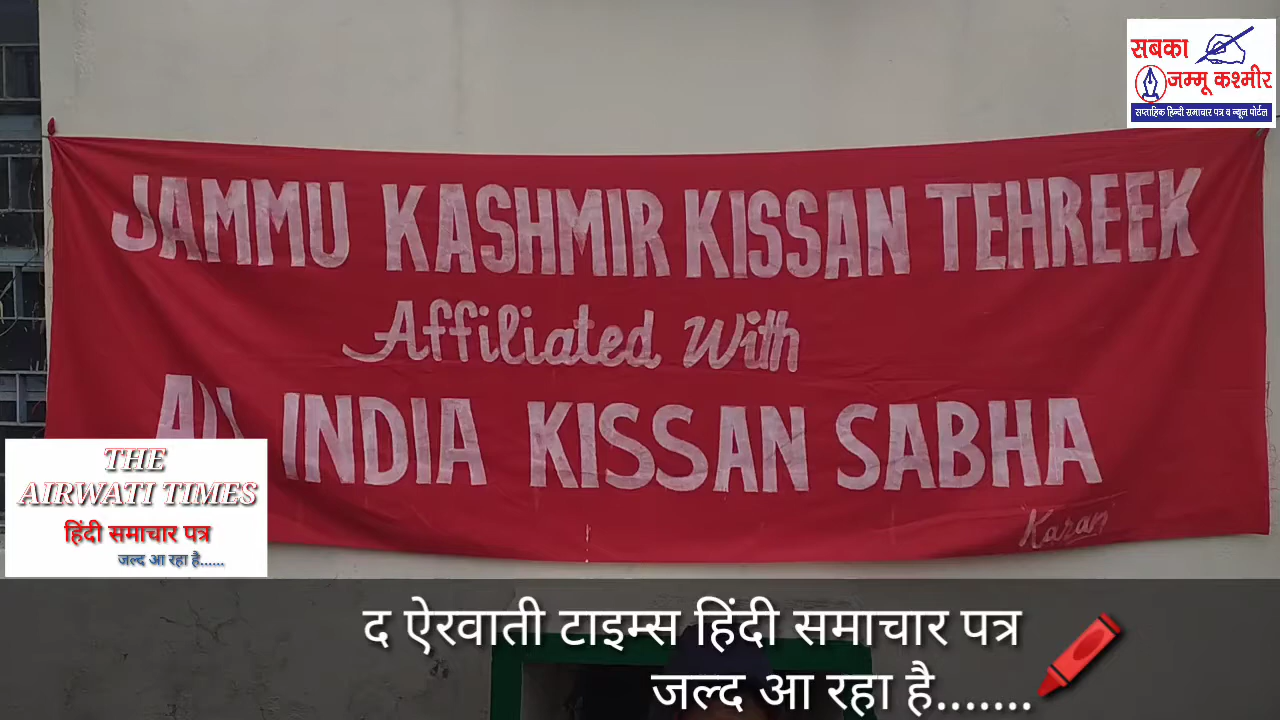 सबका
जम्मू कश्मीर
साप्ताहिक हिन्दी समाचार पत्र व न्यूज पोर्टल
JAMMU KASHMIR KISSAN TEHREEK
Affiliated With
All INDIA KISSAN SABHA
Karan
THE
AIRWATI TIMES
हिंदी समाचार पत्र
जल्द आ रहा है......
द ऐरवाती टाइम्स हिंदी समाचार पत्र
जल्द आ रहा है.......